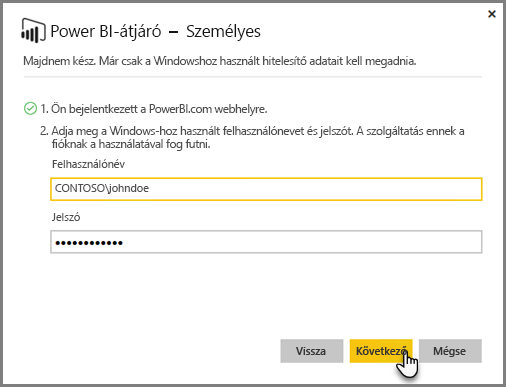 Power BI-átjáró – Személyes
Majdnem kész. Már csak a Windowshoz használt hitelesítő adatait kell megadnia.
1. Ön bejelentkezett a PowerBI.com webhelyre.
2. Adja meg a Windows-hoz használt felhasználónevet és jelszót. A szolgáltatás ennek a
fióknak a használatával fog futni.
Felhasználónév
CONTOSO\johndoe
Jelszó
••••••••••••
Vissza
Következő
Mégse